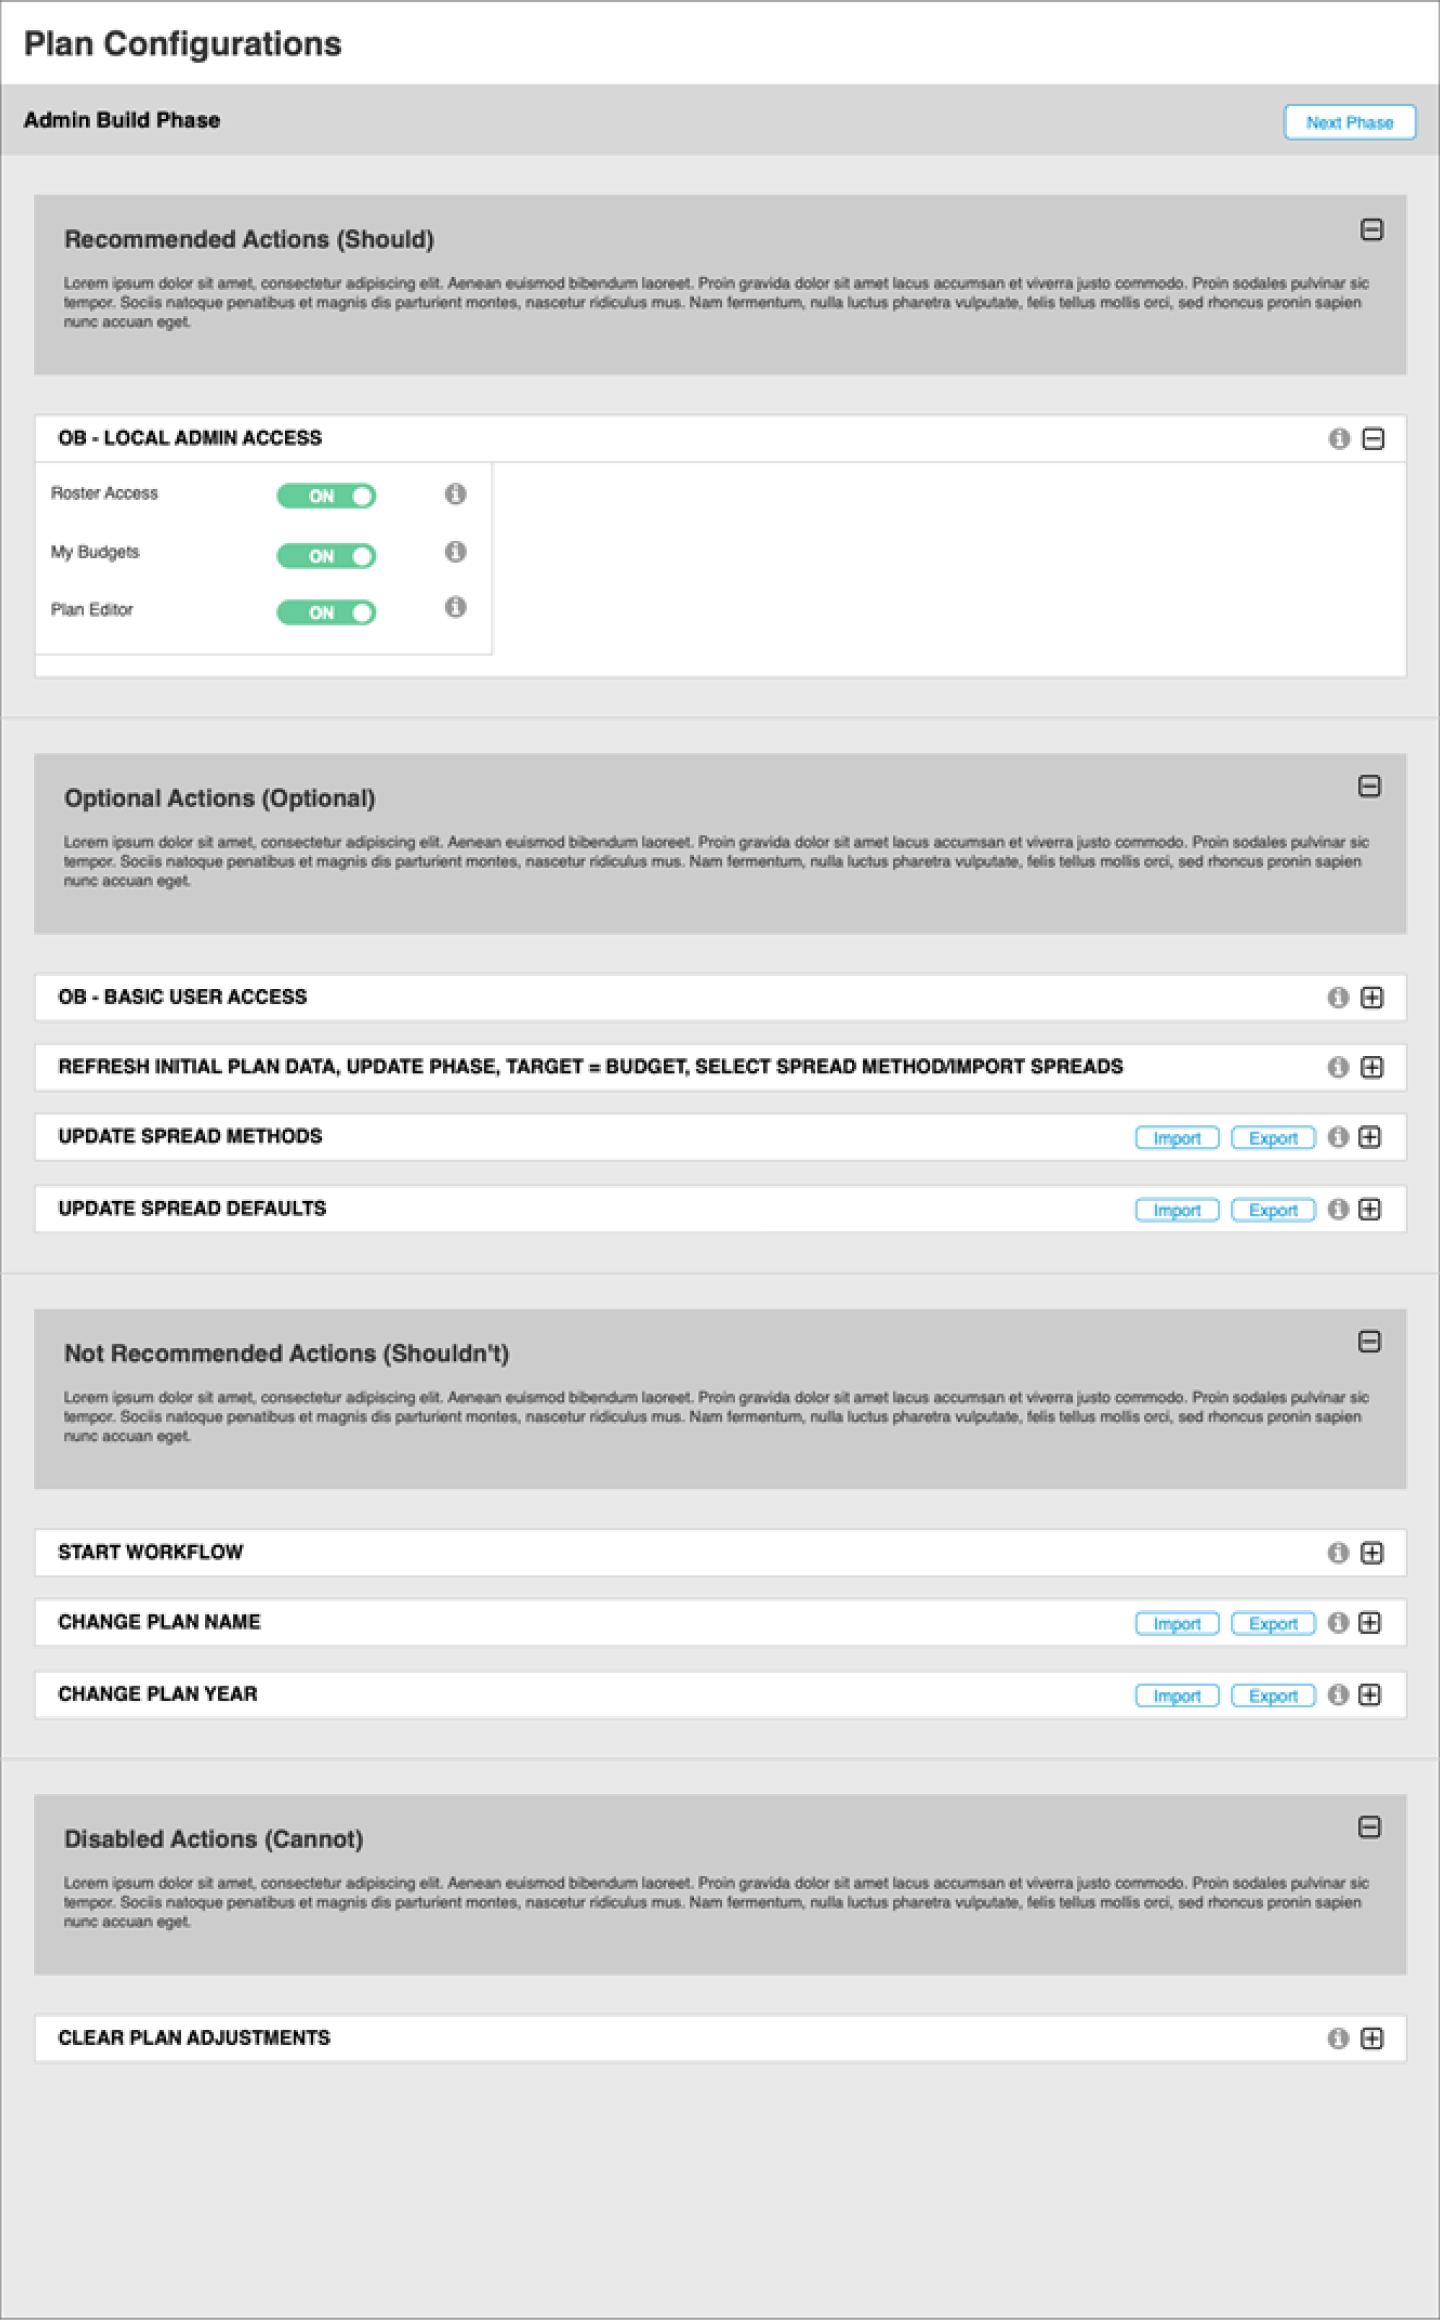 Plan Configurations
Admin Build Phase
Next Phase
Recommended Actions (Should)
Lorem ipsum dolor sit amet, consectetur adipiscing elit. Aenean euismod bibendum laoreet. Proin gravida dolor sit amet lacus accumsan et viverra justo commodo. Proin sodales pulvinar sic
tempor. Sociis natoque penatibus et magnis dis parturient montes, nascetur ridiculus mus. Nam fermentum, nulla luctus pharetra vulputate, felis tellus mollis orci, sed rhoncus pronin sapien
nunc accuan eget.
OB - LOCAL ADMIN ACCESS
Roster Access ON
My Budgets ON
Plan Editor ON
Optional Actions (Optional)
Lorem ipsum dolor sit amet, consectetur adipiscing elit. Aenean euismod bibendum laoreet. Proin gravida dolor sit amet lacus accumsan et viverra justo commodo. Proin sodales pulvinar sic
tempor. Sociis natoque penatibus et magnis dis parturient montes, nascetur ridiculus mus. Nam fermentum, nulla luctus pharetra vulputate, felis tellus mollis orci, sed rhoncus pronin sapien
nunc accuan eget.
OB - BASIC USER ACCESS
REFRESH INITIAL PLAN DATA, UPDATE PHASE, TARGET = BUDGET, SELECT SPREAD METHOD/IMPORT SPREADS
UPDATE SPREAD METHODS Import Export
UPDATE SPREAD DEFAULTS Import Export
Not Recommended Actions (Shouldn't)
Lorem ipsum dolor sit amet, consectetur adipiscing elit. Aenean euismod bibendum laoreet. Proin gravida dolor sit amet lacus accumsan et viverra justo commodo. Proin sodales pulvinar sic
tempor. Sociis natoque penatibus et magnis dis parturient montes, nascetur ridiculus mus. Nam fermentum, nulla luctus pharetra vulputate, felis tellus mollis orci, sed rhoncus pronin sapien
nunc accuan eget.
START WORKFLOW
CHANGE PLAN NAME Import Export
CHANGE PLAN YEAR Import Export
Disabled Actions (Cannot)
Lorem ipsum dolor sit amet, consectetur adipiscing elit. Aenean euismod bibendum laoreet. Proin gravida dolor sit amet lacus accumsan et viverra justo commodo. Proin sodales pulvinar sic
tempor. Sociis natoque penatibus et magnis dis parturient montes, nascetur ridiculus mus. Nam fermentum, nulla luctus pharetra vulputate, felis tellus mollis orci, sed rhoncus pronin sapien
nunc accuan eget.
CLEAR PLAN ADJUSTMENTS